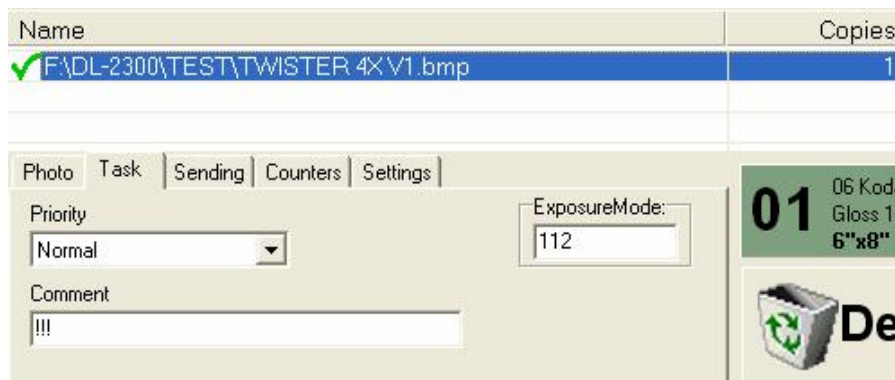 Name Copies
F:\DL-2300\TEST\TWISTER 4X V1.bmp 1
Photo Task Sending Counters Settings
Priority
Normal
ExposureMode:
112
Comment
!!!
01
06 Kod
Gloss 1
6"x8"
De